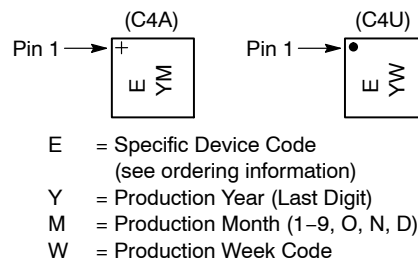 (C4A) (C4U)
Pin 1 Pin 1
+
E
YM
E
YW
E = Specific Device Code
(see ordering information)
Y = Production Year (Last Digit)
M = Production Month (1−9, O, N, D)
W = Production Week Code